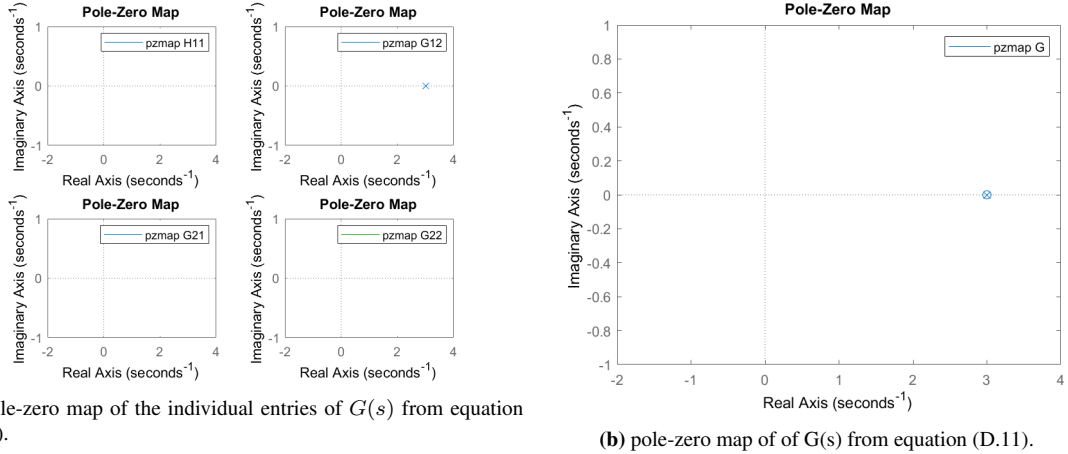 Pole-Zero Map
Imaginary Axis (seconds⁻¹)
1
0
-1
pzmap H11
-2 0 2 4
Real Axis (seconds⁻¹)
Pole-Zero Map
Imaginary Axis (seconds⁻¹)
1
0
-1
pzmap G12
-2 0 2 4
Real Axis (seconds⁻¹)
Pole-Zero Map
Imaginary Axis (seconds⁻¹)
1
0
-1
pzmap G21
-2 0 2 4
Real Axis (seconds⁻¹)
Pole-Zero Map
Imaginary Axis (seconds⁻¹)
1
0
-1
pzmap G22
-2 0 2 4
Real Axis (seconds⁻¹)
le-zero map of the individual entries of G(s) from equation
).
Pole-Zero Map
Imaginary Axis (seconds⁻¹)
1
0.8
0.6
0.4
0.2
0
-0.2
-0.4
-0.6
-0.8
-1
pzmap G
-2 -1 0 1 2 3 4
Real Axis (seconds⁻¹)
(b) pole-zero map of of G(s) from equation (D.11).